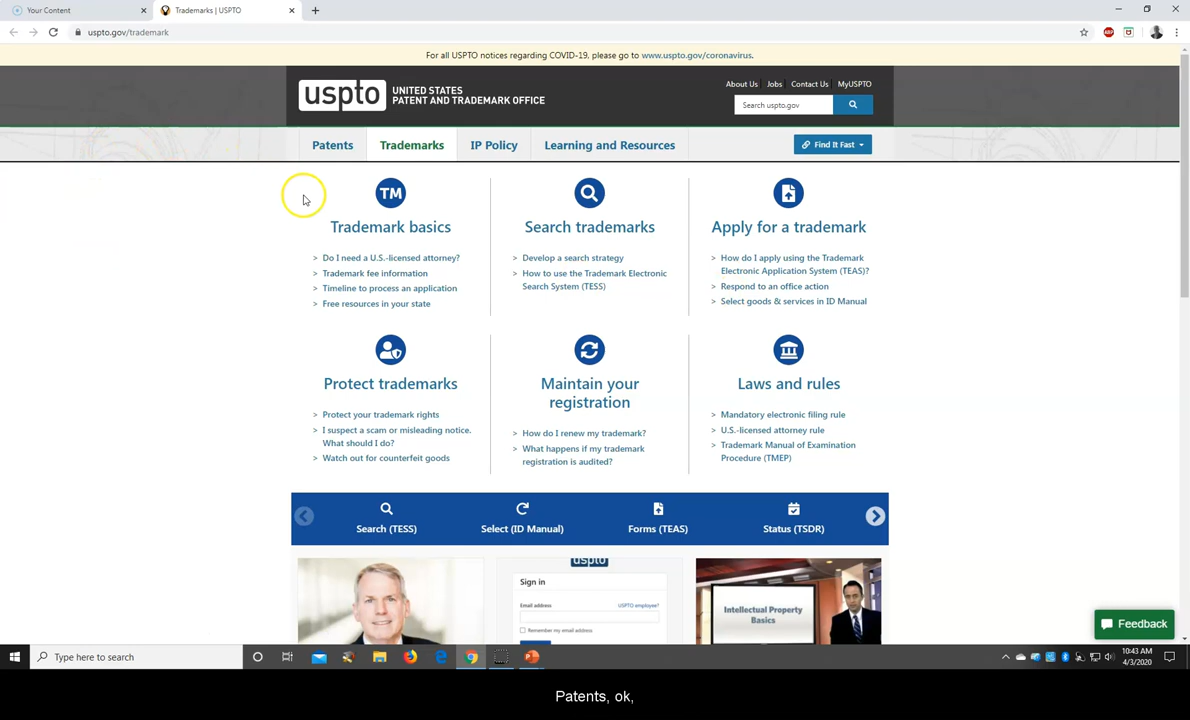 Your Content
Trademarks | USPTO
uspto.gov/trademark
ABP
For all USPTO notices regarding COVID-19, please go to www.uspto.gov/coronavirus.
uspto
UNITED STATES
PATENT AND TRADEMARK OFFICE
About Us
Jobs
Contact Us
MyUSPTO
Search uspto.gov
Patents
Trademarks
IP Policy
Learning and Resources
Find It Fast
TM
Trademark basics
> Do I need a U.S.-licensed attorney?
> Trademark fee information
> Timeline to process an application
> Free resources in your state
Search trademarks
> Develop a search strategy
> How to use the Trademark Electronic
Search System (TESS)
Apply for a trademark
> How do I apply using the Trademark
Electronic Application System (TEAS)?
> Respond to an office action
> Select goods & services in ID Manual
Protect trademarks
> Protect your trademark rights
> I suspect a scam or misleading notice.
What should I do?
> Watch out for counterfeit goods
Maintain your
registration
> How do I renew my trademark?
> What happens if my trademark
registration is audited?
Laws and rules
> Mandatory electronic filing rule
> U.S.-licensed attorney rule
> Trademark Manual of Examination
Procedure (TMEP)
Search (TESS)
Select (ID Manual)
Forms (TEAS)
Status (TSDR)
uspto
Sign in
Email address
USPTO employee?
Remember my email address
Intellectual Property
Basics
Feedback
Type here to search
10:43 AM
4/3/2020
Patents, ok,